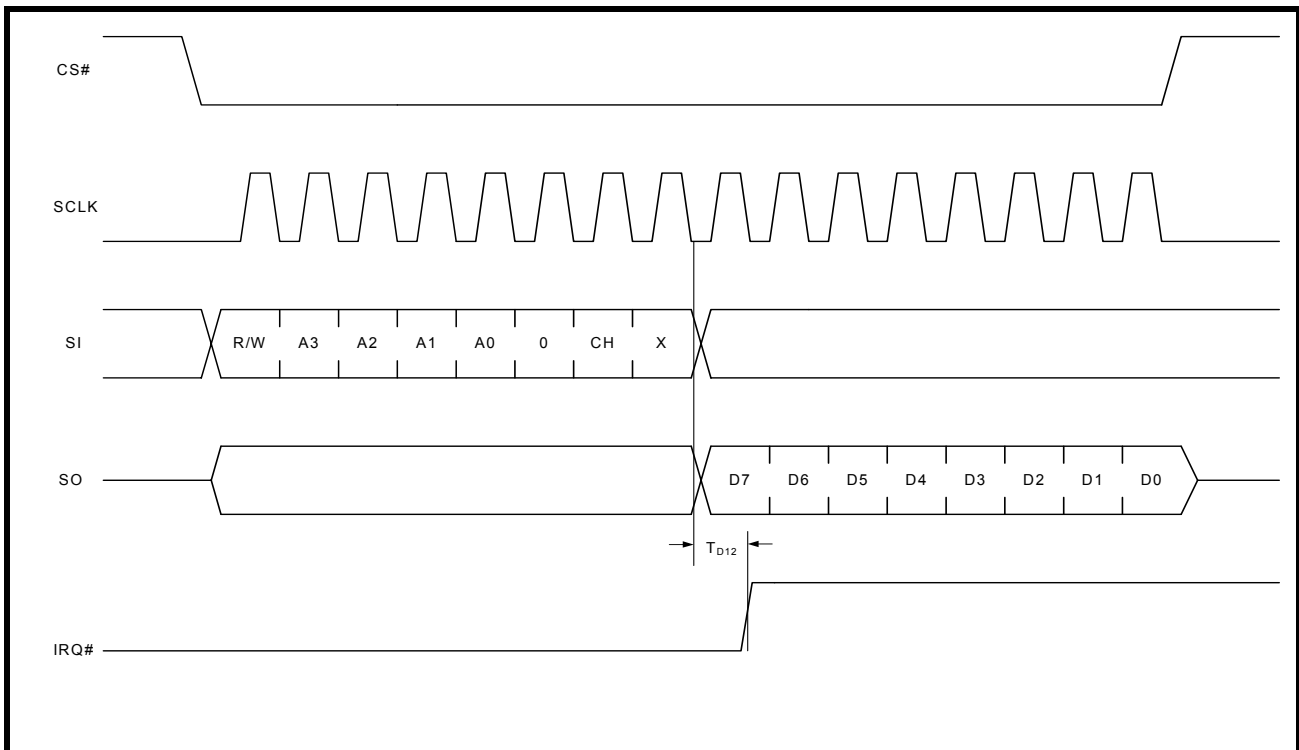 CS#
SCLK
SI R/W A3 A2 A1 A0 0 CH X
SO D7 D6 D5 D4 D3 D2 D1 D0
TD12
IRQ#